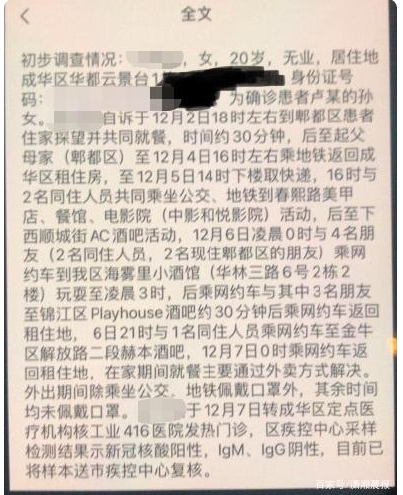 全文
初步调查情况：，女，20岁，无业，居住地
成华区华都云景台1身份证号
码：为确诊患者卢某的孙
女。自诉于12月2日18时左右到郫都区患者
住家探望并共同就餐，时间约30分钟，后至起父
母家（郫都区）至12月4日16时左右乘地铁返回成
华区租住房，至12月5日14时下楼取快递，16时与
2名同住人员共同乘坐公交、地铁到春熙路美甲
店、餐馆、电影院（中影和悦影院）活动，后至下
西顺城街AC酒吧活动，12月6日凌晨0时与4名朋
友（2名同住人，2名现住郫都区的朋友）乘网
约车到我区海雾里小酒馆（华林三路6号2栋2
楼）玩耍至凌晨3时，后乘网约车与其中3名朋友
至锦江区Playhouse酒吧约30分钟后乘网约车返回
租住地，6日21时与1名同住人员乘网约车至金牛
区解放路二段赫本酒吧，12月7日0时乘网约车返
回租住地，在家期间就餐主要通过外卖方式解决。
外出期间除乘坐公交、地铁佩戴口罩外，其余时间
均未佩戴口罩。于12月7日转成华区定点医
疗机构核工业416医院发热门诊，区疾控中心采样
检测结果示新冠核酸阳性，IgM、IgG阴性，目前已
将样本送市疾控中心复核。
百家号/潇湘晨报